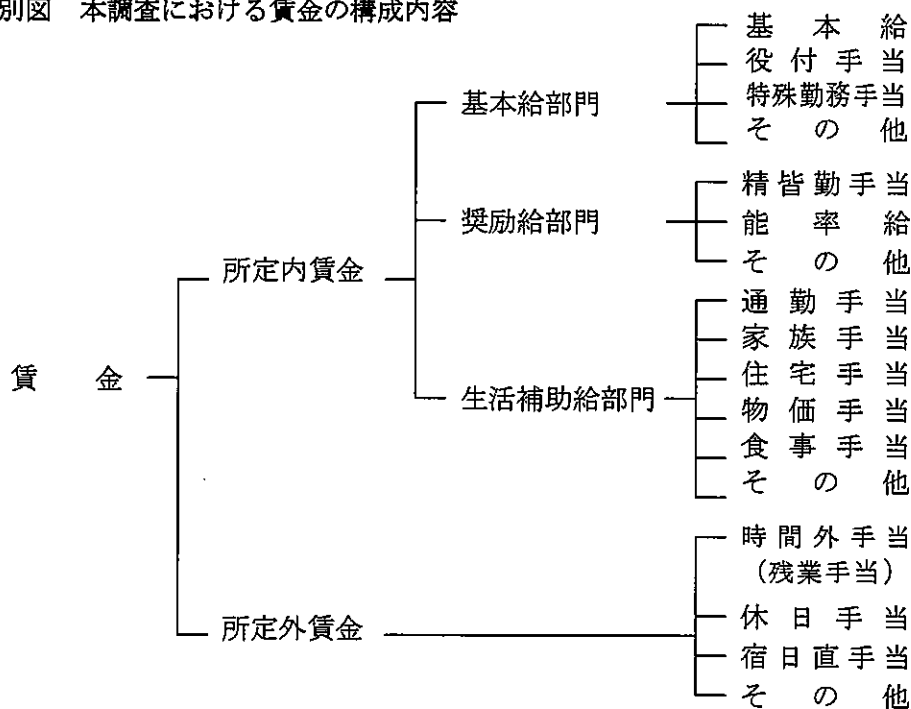 別図 本調査における賃金の構成内容
賃金
所定内賃金
基本給部門
基本給
役付手当
特殊勤務手当
その他
奨励給部門
精皆勤手当
能率給
その他
生活補助給部門
通勤手当
家族手当
住宅手当
物価手当
食事手当
その他
所定外賃金
時間外手当
(残業手当)
休日手当
宿日直手当
その他